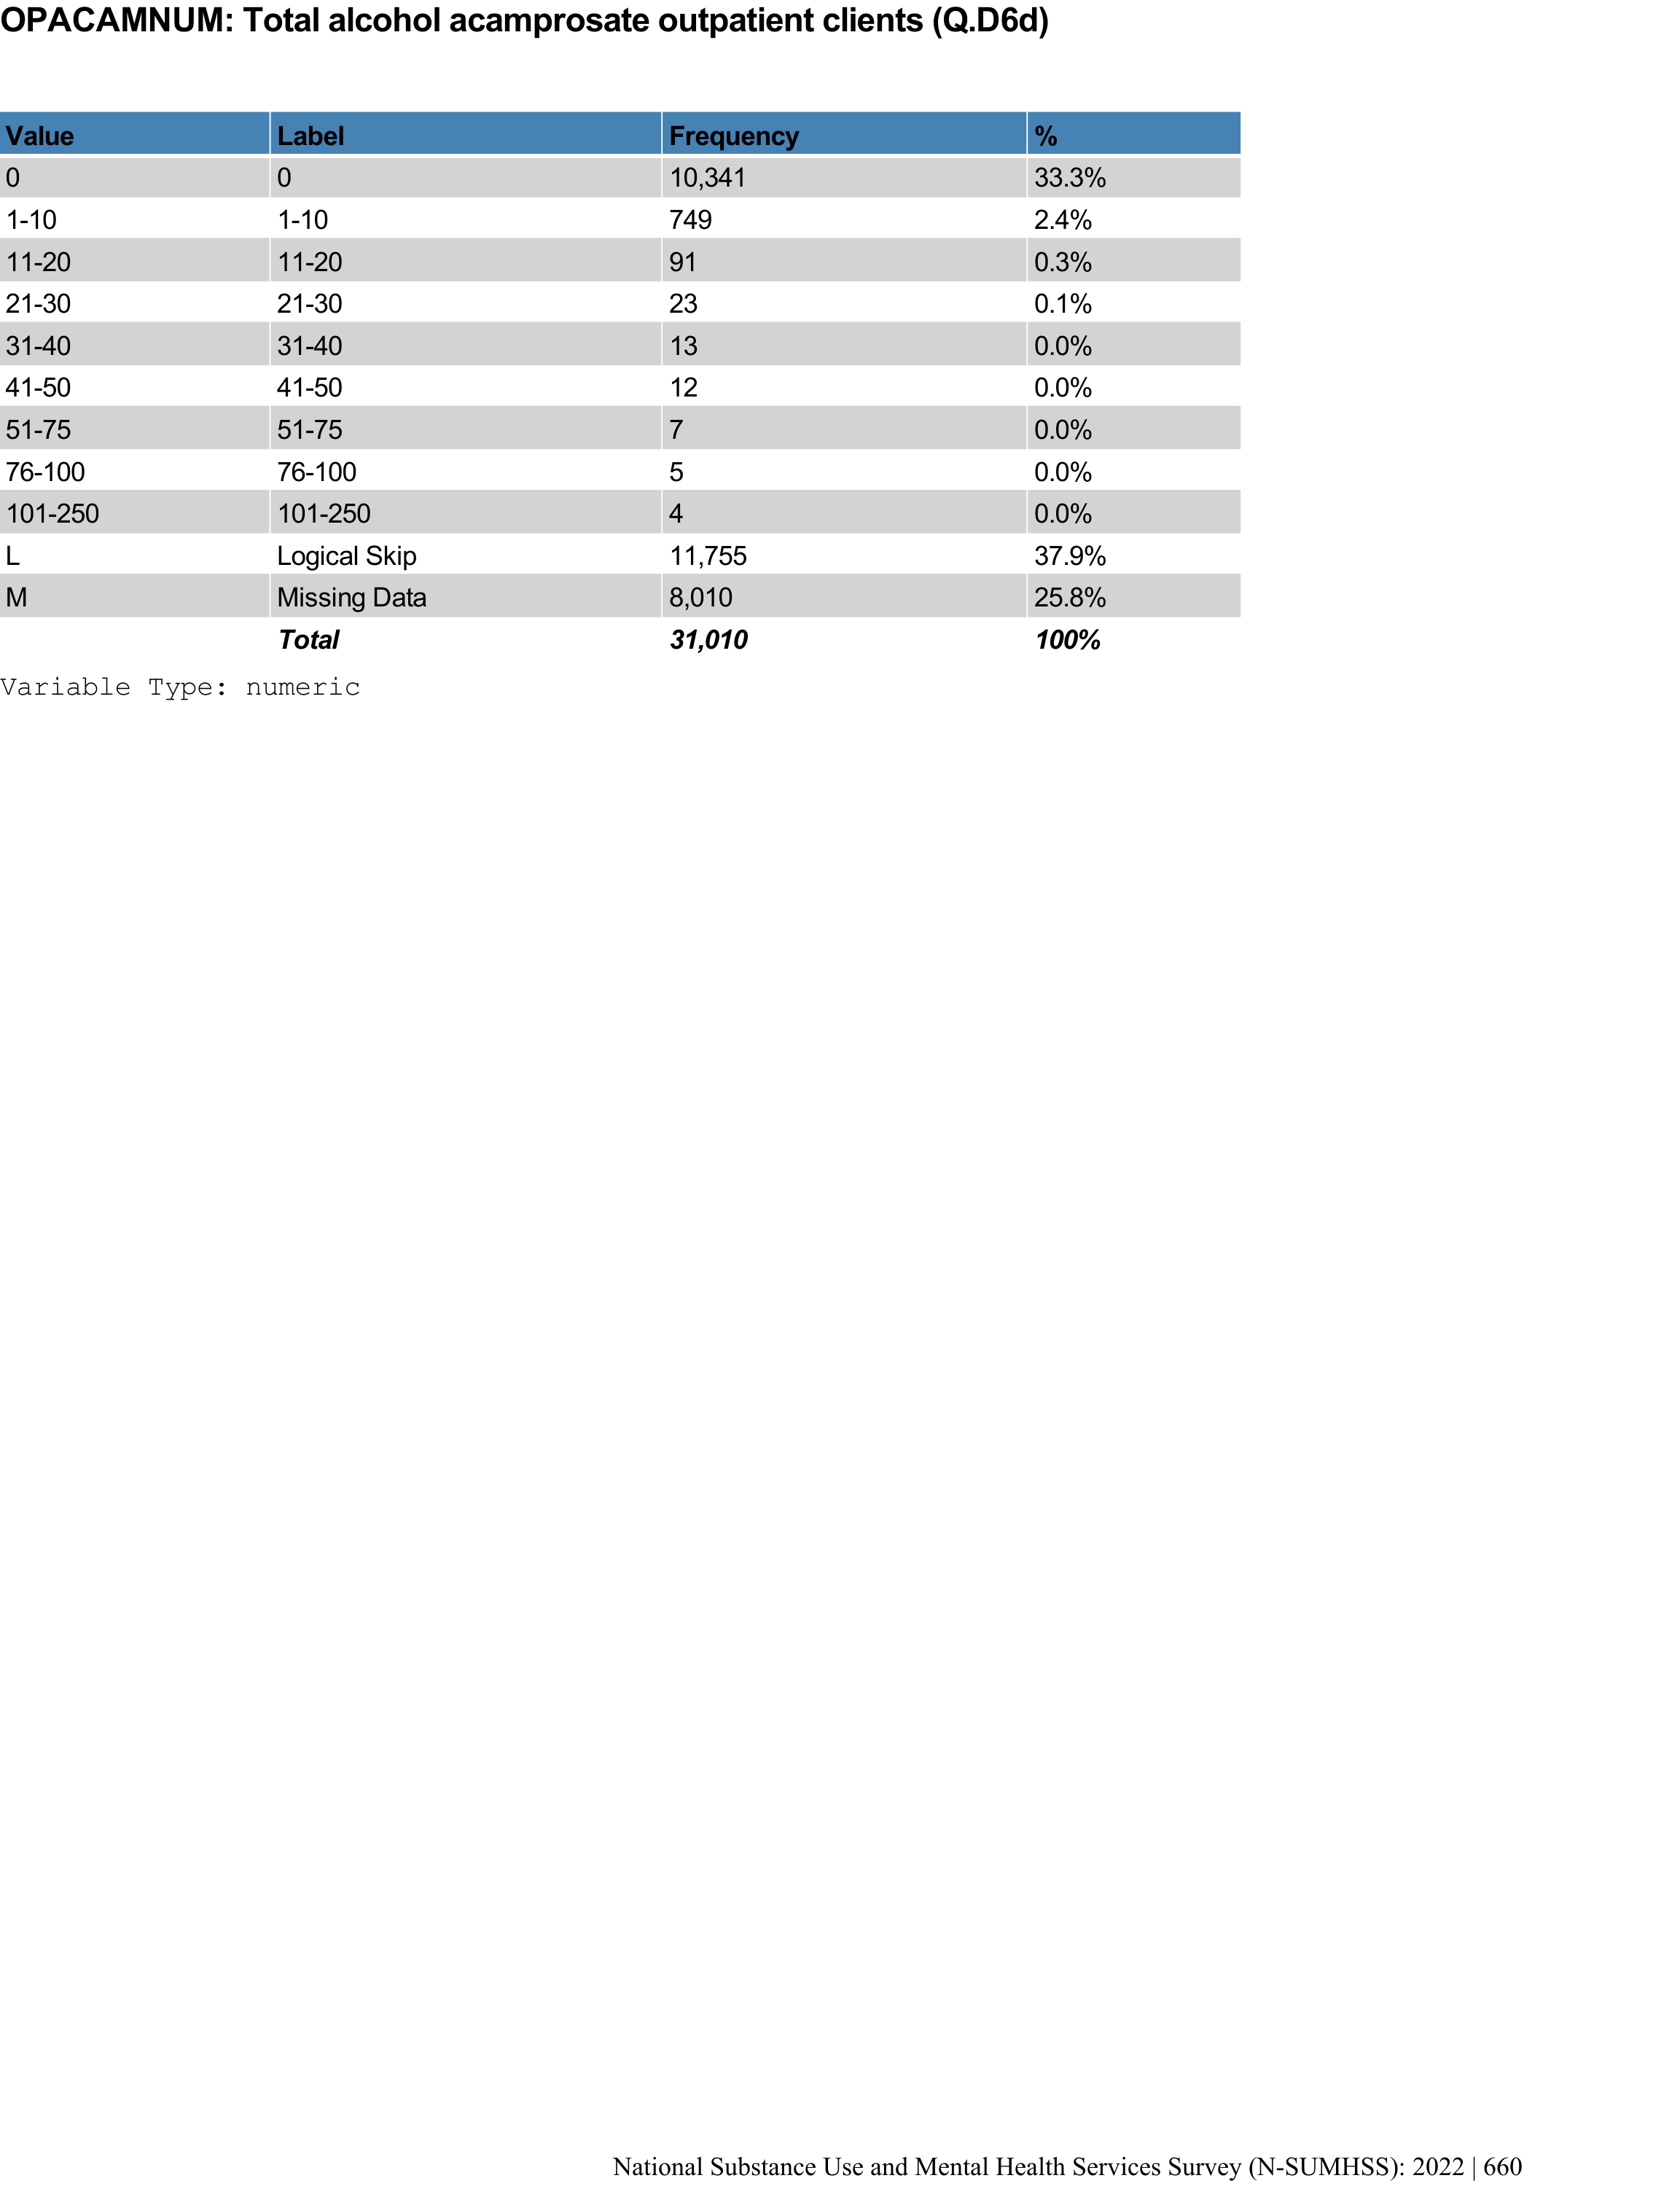 OPACAMNUM: Total alcohol acamprosate outpatient clients (Q.D6d)
Value Label Frequency %
0 0 10,341 33.3%
1-10 1-10 749 2.4%
11-20 11-20 91 0.3%
21-30 21-30 23 0.1%
31-40 31-40 13 0.0%
41-50 41-50 12 0.0%
51-75 51-75 7 0.0%
76-100 76-100 5 0.0%
101-250 101-250 4 0.0%
L Logical Skip 11,755 37.9%
M Missing Data 8,010 25.8%
Total 31,010 100%
Variable Type: numeric
National Substance Use and Mental Health Services Survey (N-SUMHSS): 2022 | 660